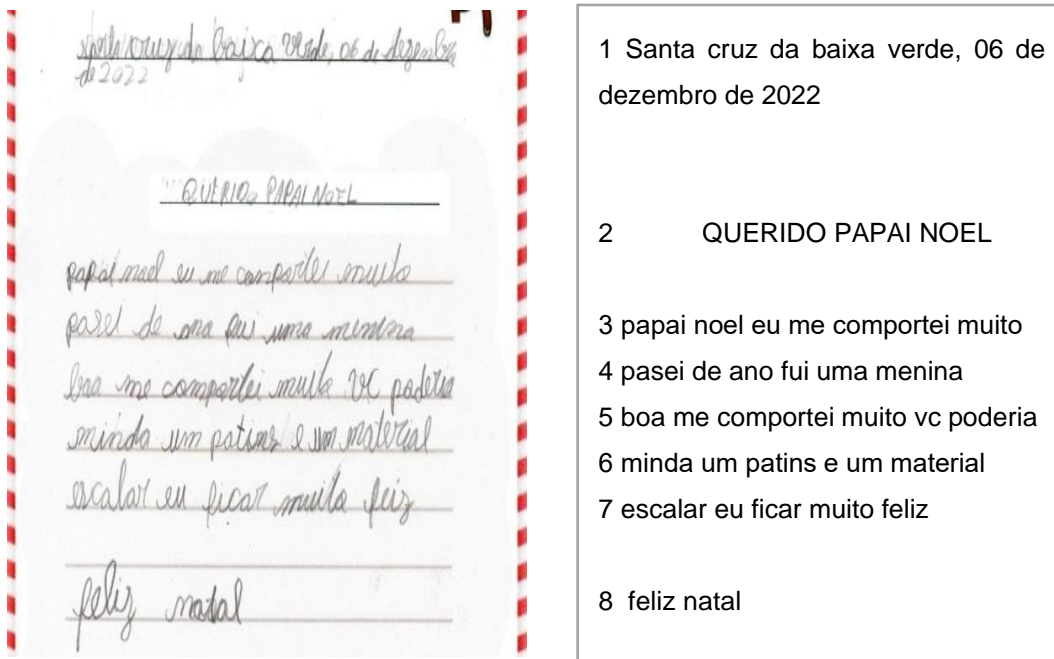 Santa cruz da baixa verde, 06 de dezembro
de 2022
QUERIDO PAPAI NOEL
papai noel eu me comportei muito
pasei de ano fui uma menina
boa me comportei muito vc poderia
minda um patins e um material
escalar eu ficar muito feliz
feliz natal
1 Santa cruz da baixa verde, 06 de
dezembro de 2022
2 QUERIDO PAPAI NOEL
3 papai noel eu me comportei muito
4 pasei de ano fui uma menina
5 boa me comportei muito vc poderia
6 minda um patins e um material
7 escalar eu ficar muito feliz
8 feliz natal